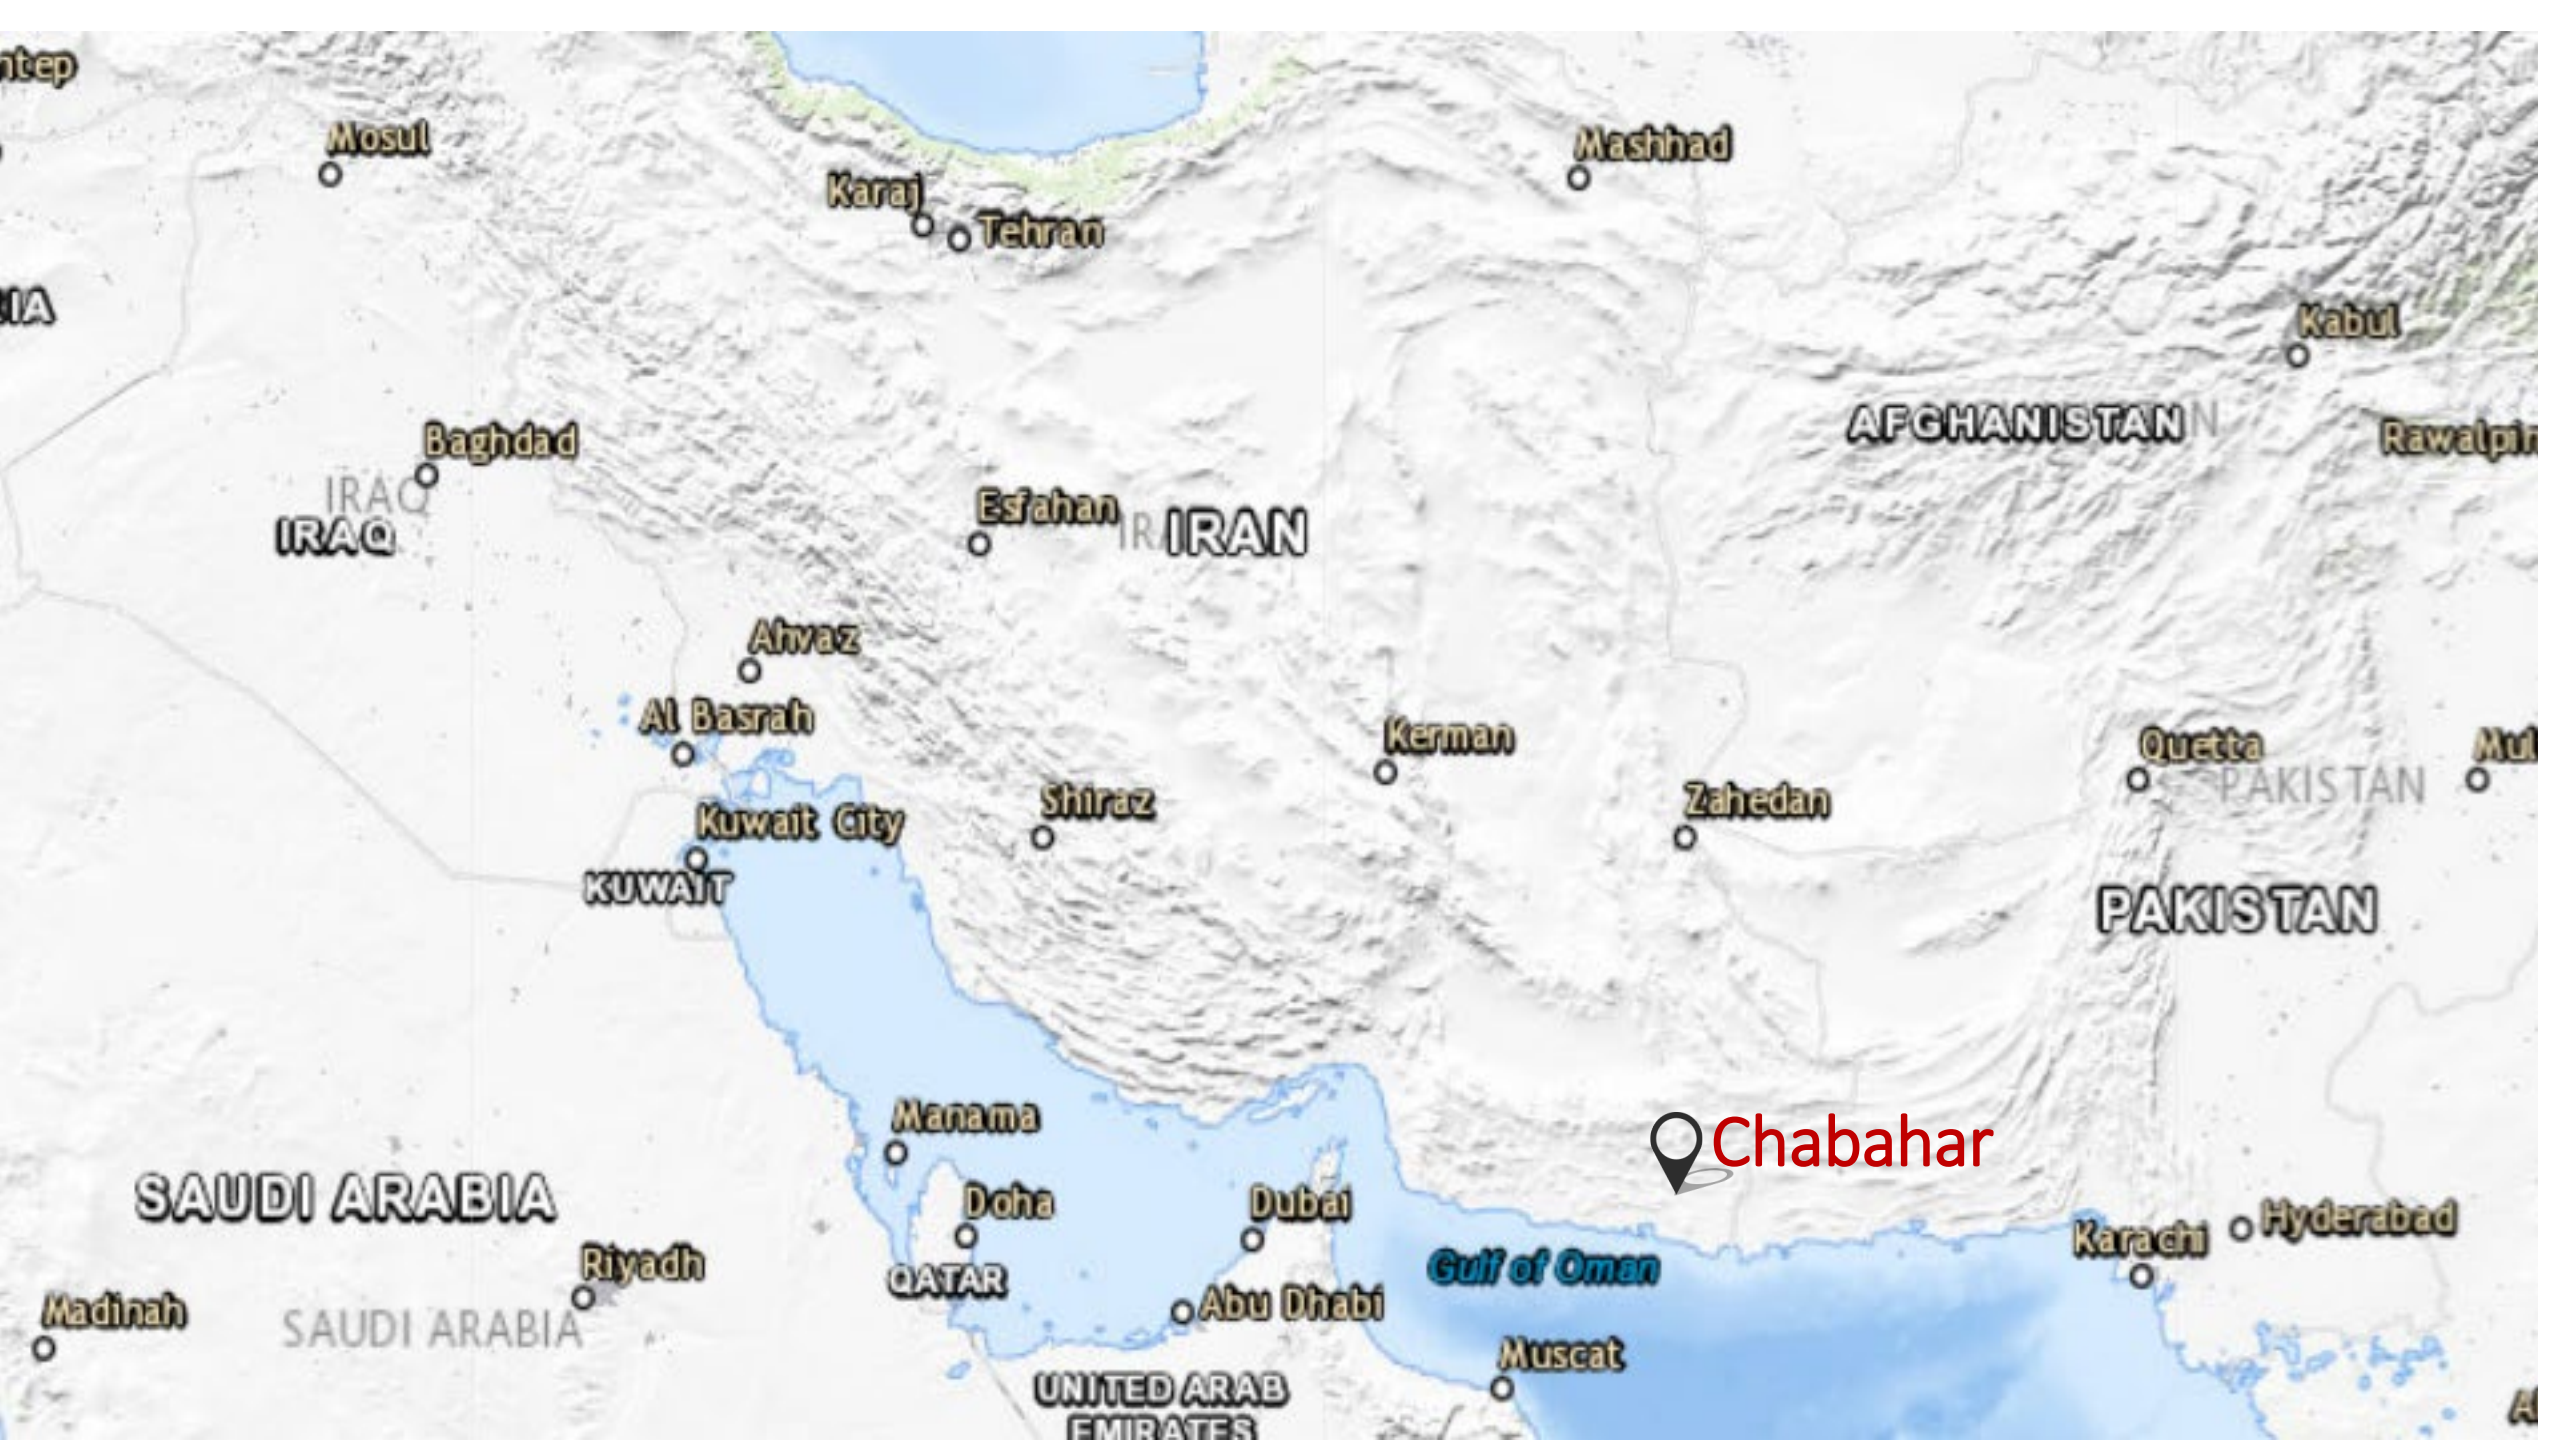 ntep
Mosul
Mashhad
Karaj
Tehran
IA
Kabul
AFGHANISTAN
Baghdad
Rawalpin
IRAQ
IRAQ
Esfahan
IRAN
Ahvaz
Al Basrah
Kerman
Quetta
Mul
PAKISTAN
Shiraz
Zahedan
Kuwait City
KUWAIT
PAKISTAN
Manama
Chabahar
SAUDI ARABIA
Doha
Dubai
Karachi
Hyderabad
Riyadh
QATAR
Gulf of Oman
Madinah
SAUDI ARABIA
Abu Dhabi
Muscat
UNITED ARAB
EMIRATES